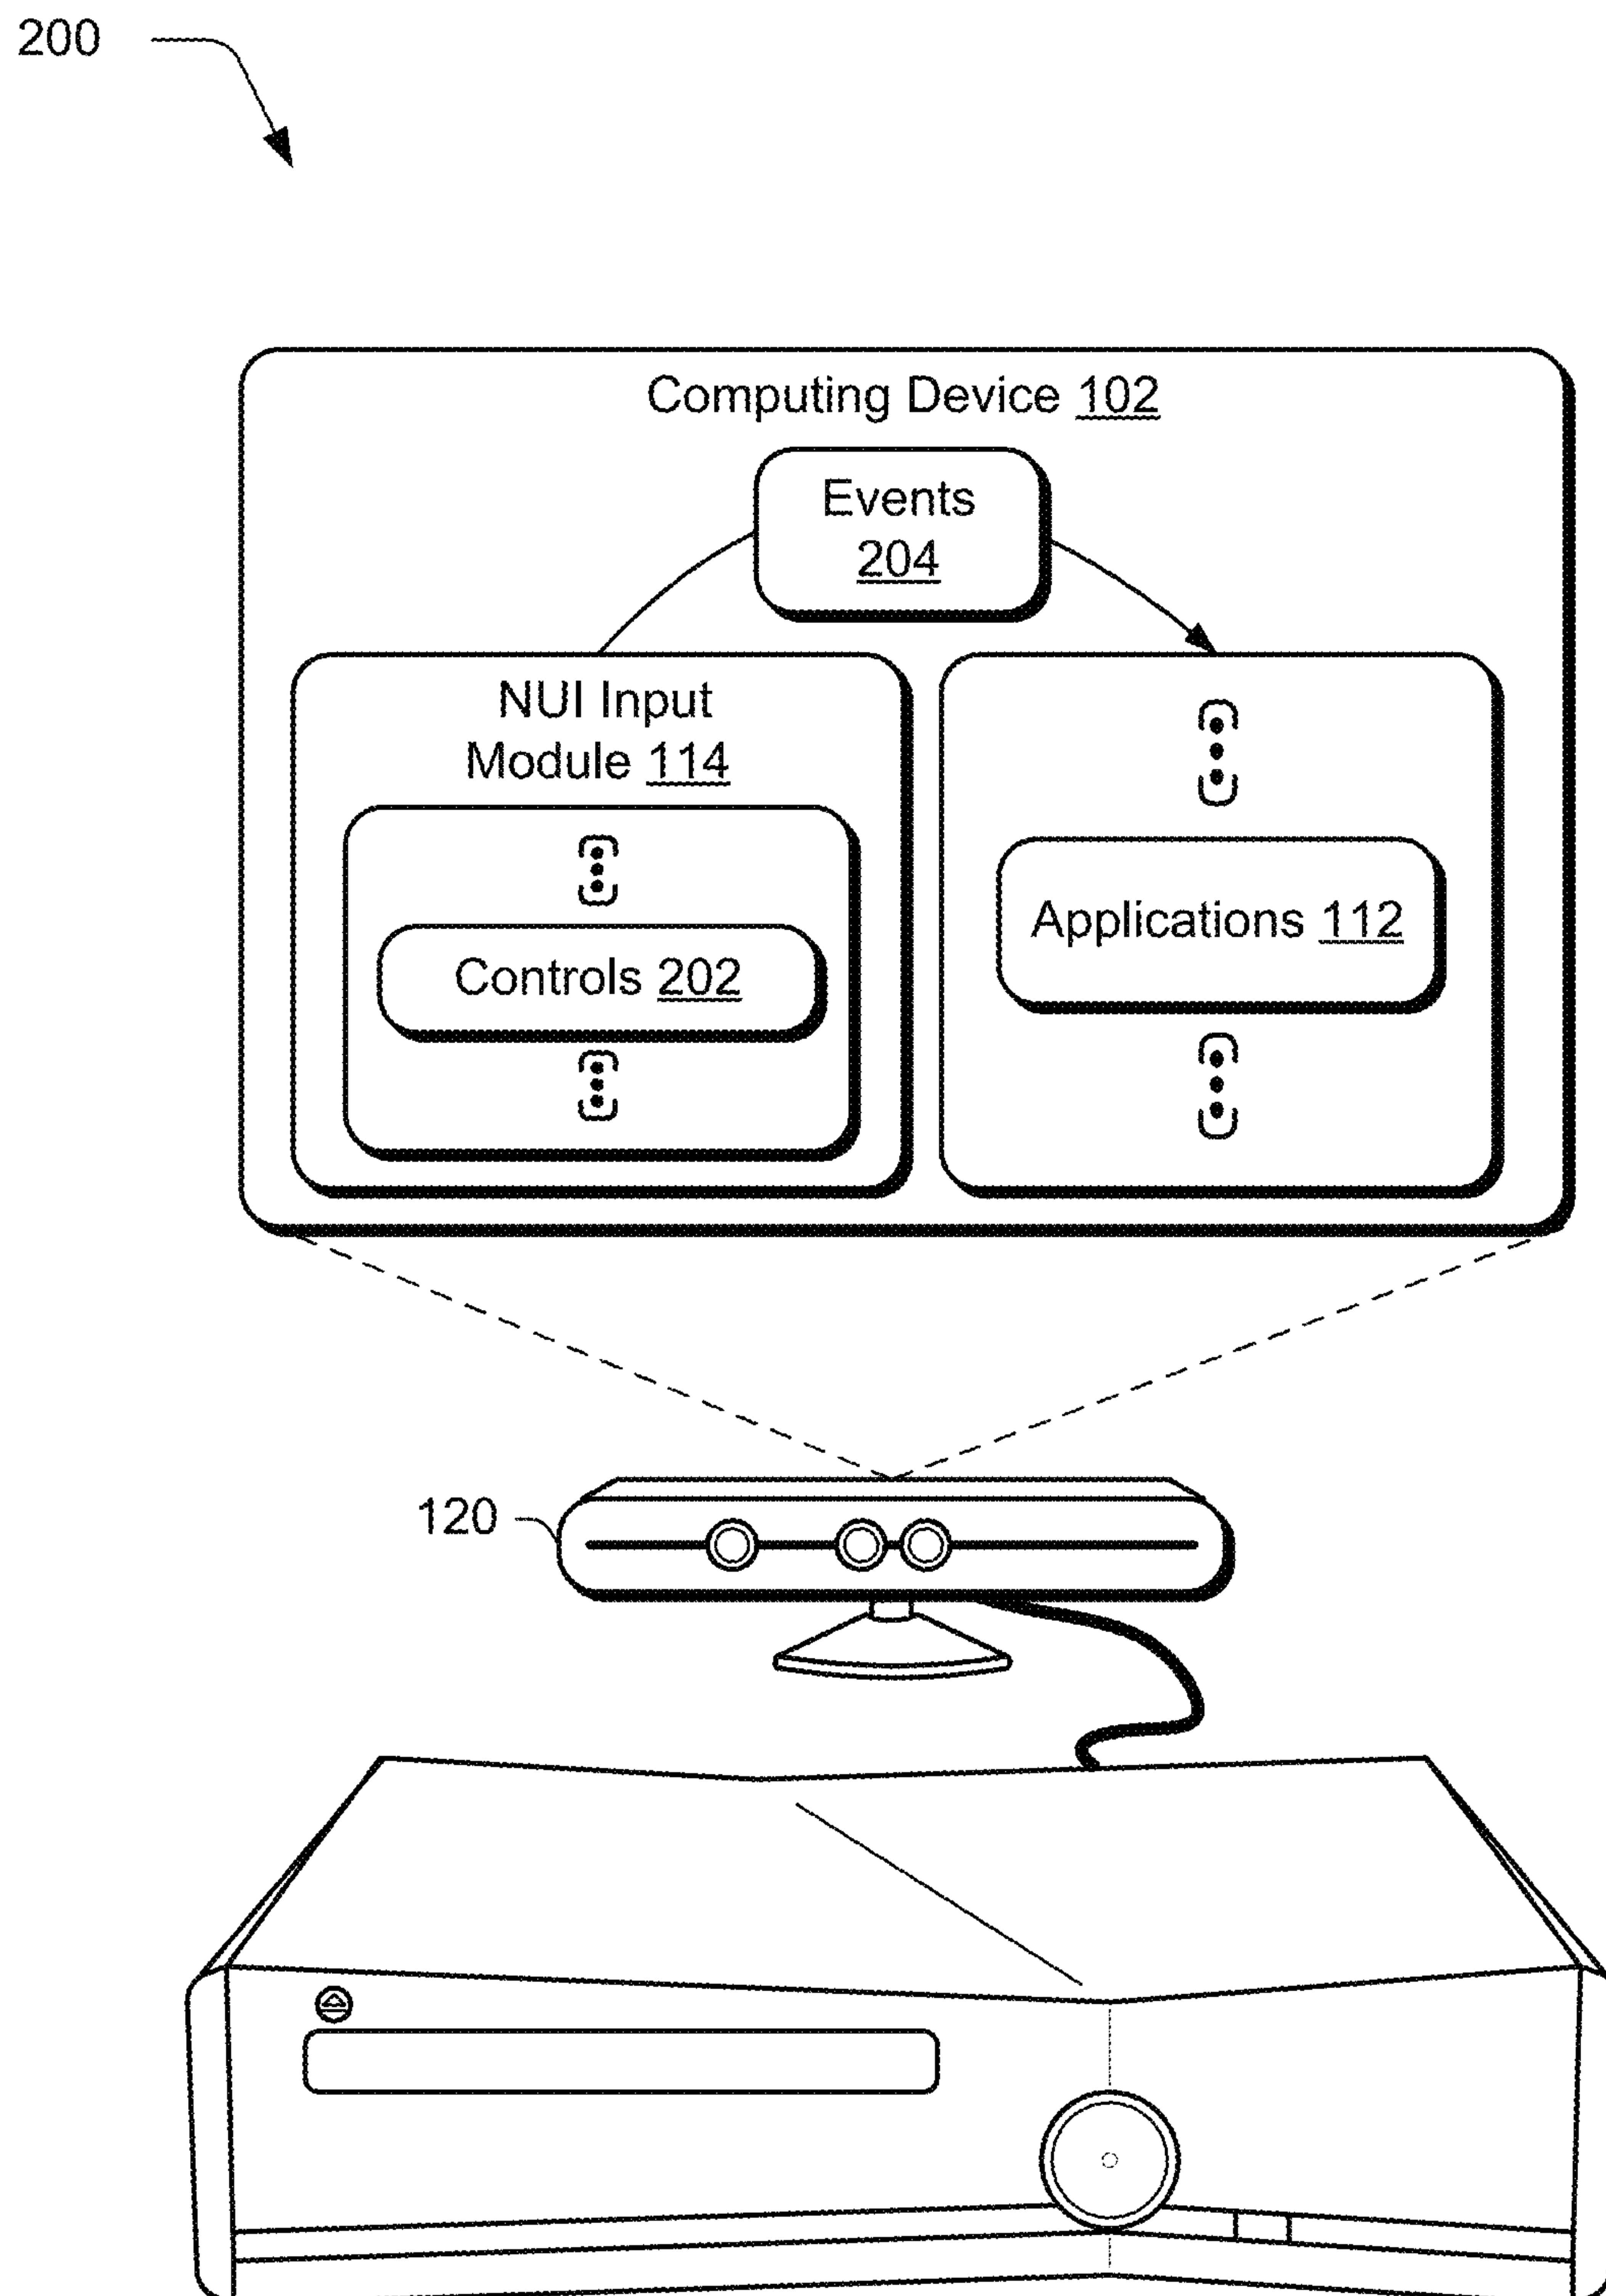 200
Computing Device 102
Events
204
NUI Input
Module 114
Controls 202
Applications 112
120